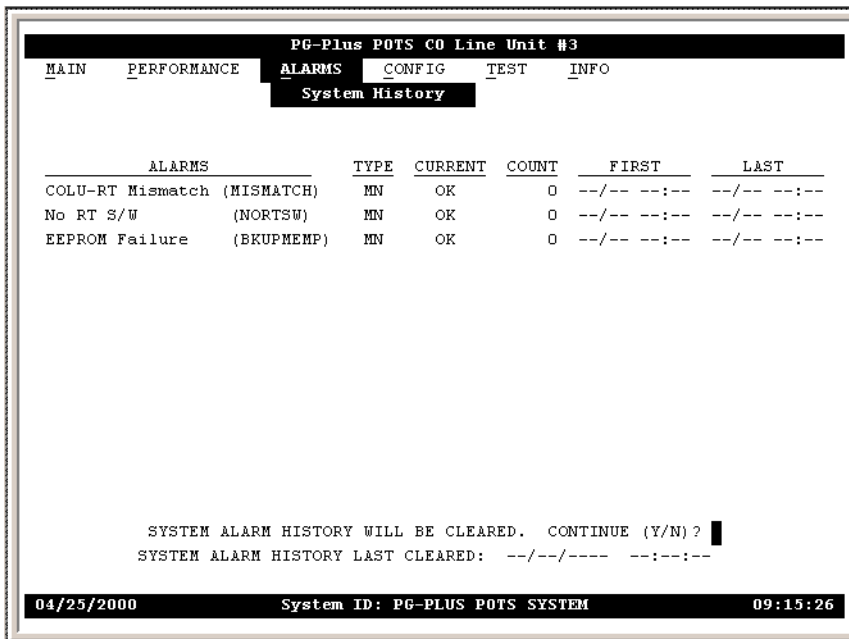 PG-Plus POTS CO Line Unit #3
MAIN PERFORMANCE ALARMS CONFIG TEST INFO
System History
ALARMS TYPE CURRENT COUNT FIRST LAST
COLU-RT Mismatch (MISMATCH) MN OK 0 --/-- --:-- --/-- --:--
No RT S/W (NORTSW) MN OK 0 --/-- --:-- --/-- --:--
EEPROM Failure (BKUPMEMP) MN OK 0 --/-- --:-- --/-- --:--
SYSTEM ALARM HISTORY WILL BE CLEARED. CONTINUE (Y/N)?
SYSTEM ALARM HISTORY LAST CLEARED: --/--/---- --:--:--
04/25/2000 System ID: PG-PLUS POTS SYSTEM 09:15:26